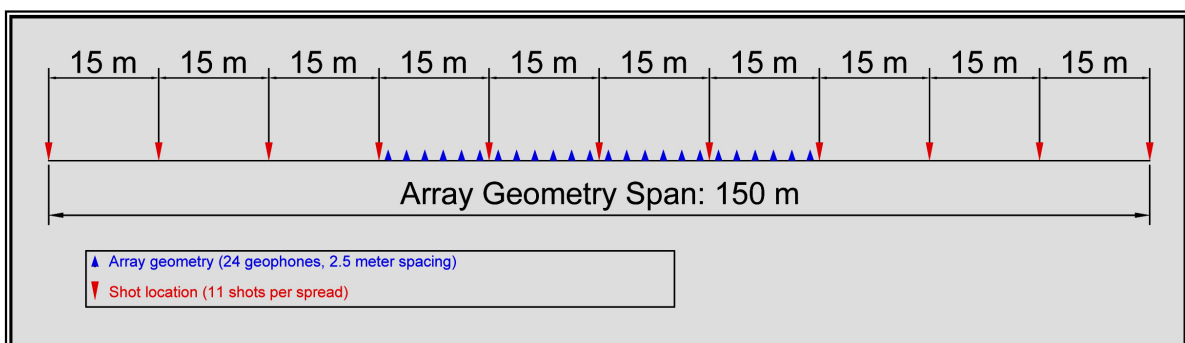 15 m 15 m 15 m 15 m 15 m 15 m 15 m 15 m 15 m 15 m
Array Geometry Span: 150 m
Array geometry (24 geophones, 2.5 meter spacing)
Shot location (11 shots per spread)